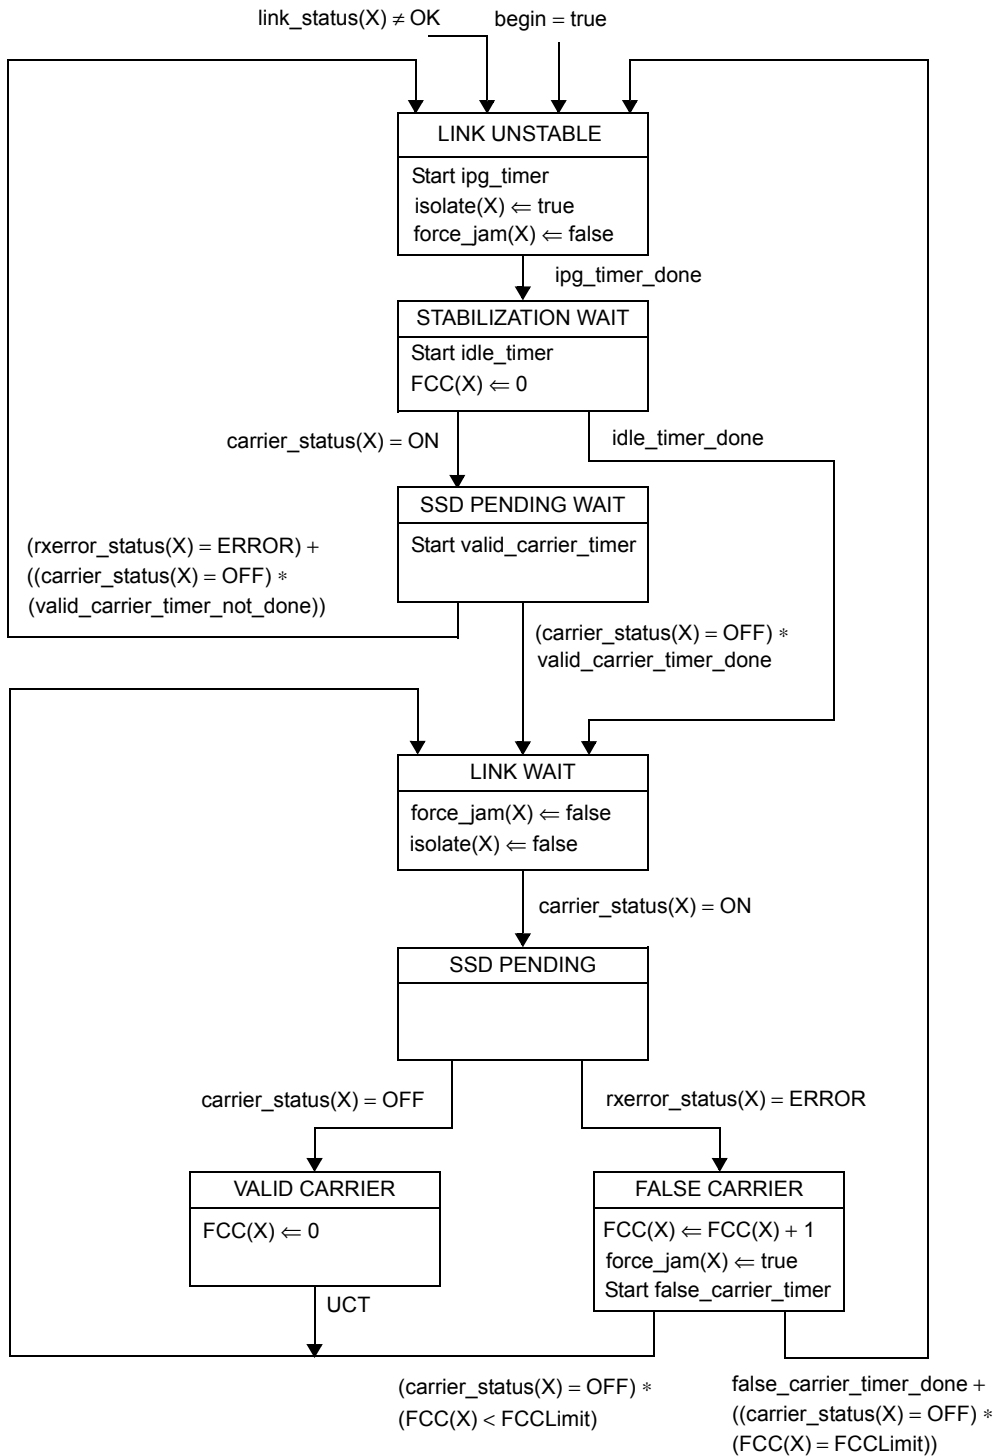 link_status(X) ≠ OK
begin = true
LINK UNSTABLE
Start ipg_timer
isolate(X) ⇐ true
force_jam(X) ⇐ false
ipg_timer_done
STABILIZATION WAIT
Start idle_timer
FCC(X) ⇐ 0
carrier_status(X) = ON
idle_timer_done
SSD PENDING WAIT
Start valid_carrier_timer
(rxerror_status(X) = ERROR) +
((carrier_status(X) = OFF) *
(valid_carrier_timer_not_done))
(carrier_status(X) = OFF) *
valid_carrier_timer_done
LINK WAIT
force_jam(X) ⇐ false
isolate(X) ⇐ false
carrier_status(X) = ON
SSD PENDING
carrier_status(X) = OFF
rxerror_status(X) = ERROR
VALID CARRIER
FCC(X) ⇐ 0
UCT
FALSE CARRIER
FCC(X) ⇐ FCC(X) + 1
force_jam(X) ⇐ true
Start false_carrier_timer
(carrier_status(X) = OFF) *
(FCC(X) < FCCLimit)
false_carrier_timer_done +
((carrier_status(X) = OFF) *
(FCC(X) = FCCLimit))